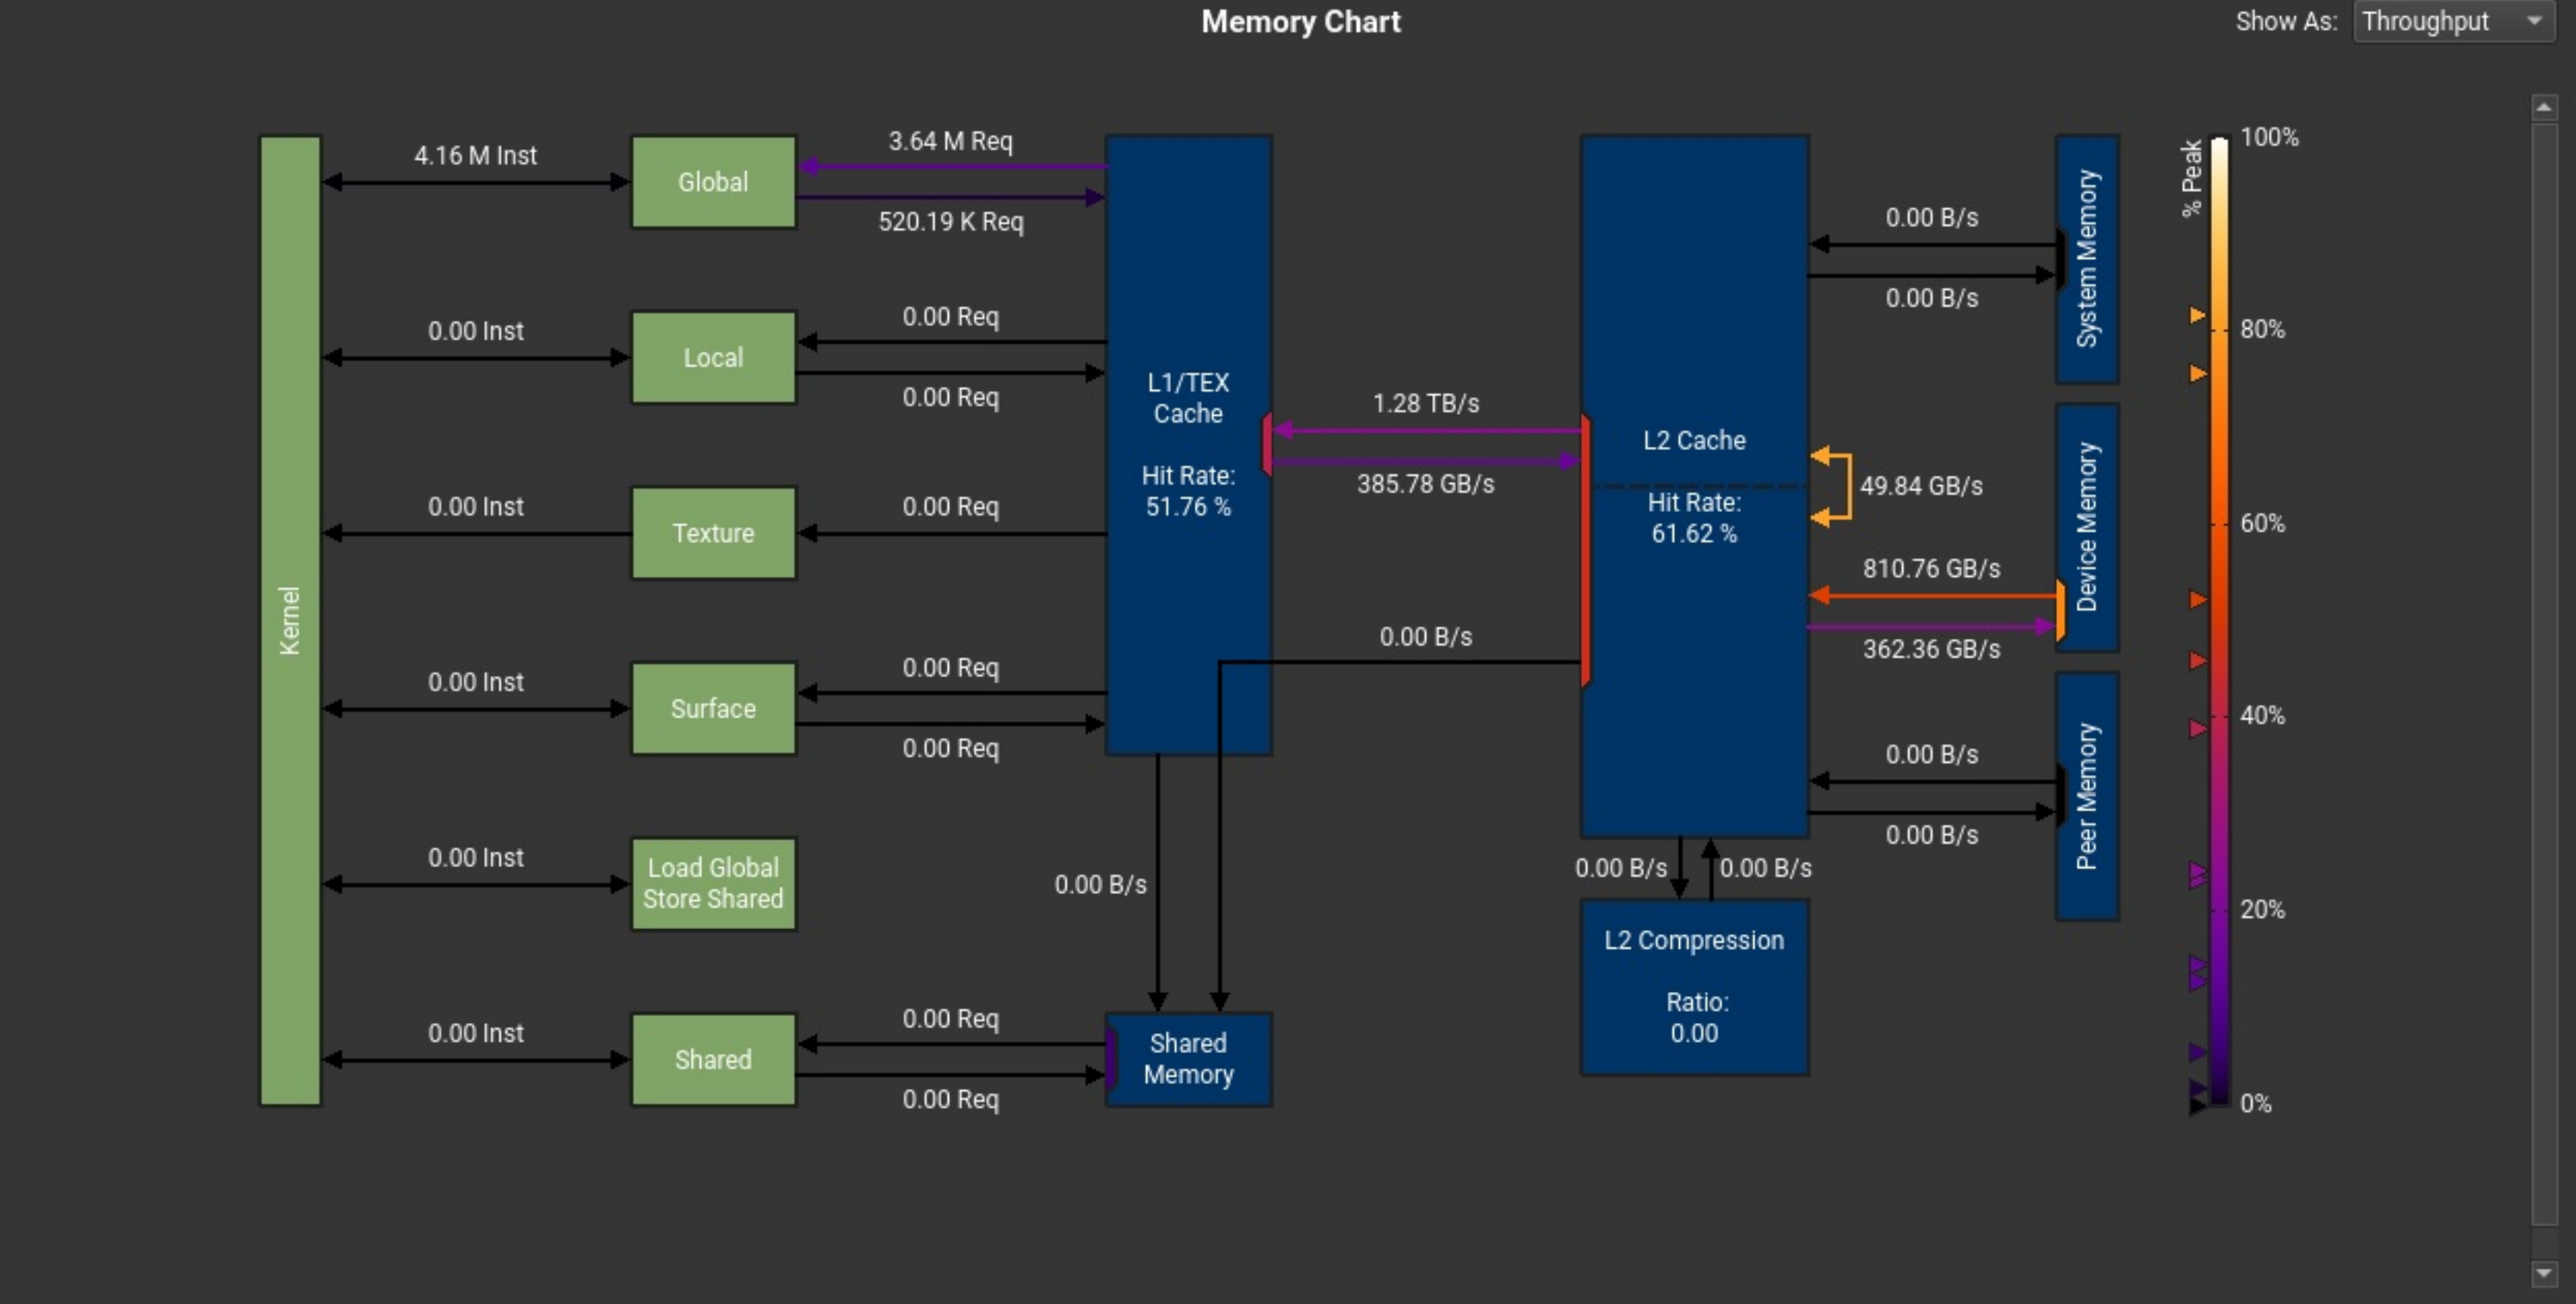 Memory Chart
Show As: Throughput
Kernel
4.16 M Inst
Global
3.64 M Req
520.19 K Req
0.00 Inst
Local
0.00 Req
0.00 Req
0.00 Inst
Texture
0.00 Req
0.00 Inst
Surface
0.00 Req
0.00 Req
0.00 Inst
Load Global
Store Shared
0.00 Inst
Shared
0.00 Req
0.00 Req
L1/TEX
Cache
Hit Rate:
51.76 %
0.00 B/s
Shared
Memory
1.28 TB/s
385.78 GB/s
0.00 B/s
L2 Cache
Hit Rate:
61.62 %
0.00 B/s
0.00 B/s
L2 Compression
Ratio:
0.00
0.00 B/s
0.00 B/s
System Memory
49.84 GB/s
810.76 GB/s
362.36 GB/s
Device Memory
0.00 B/s
0.00 B/s
Peer Memory
% Peak
100%
80%
60%
40%
20%
0%